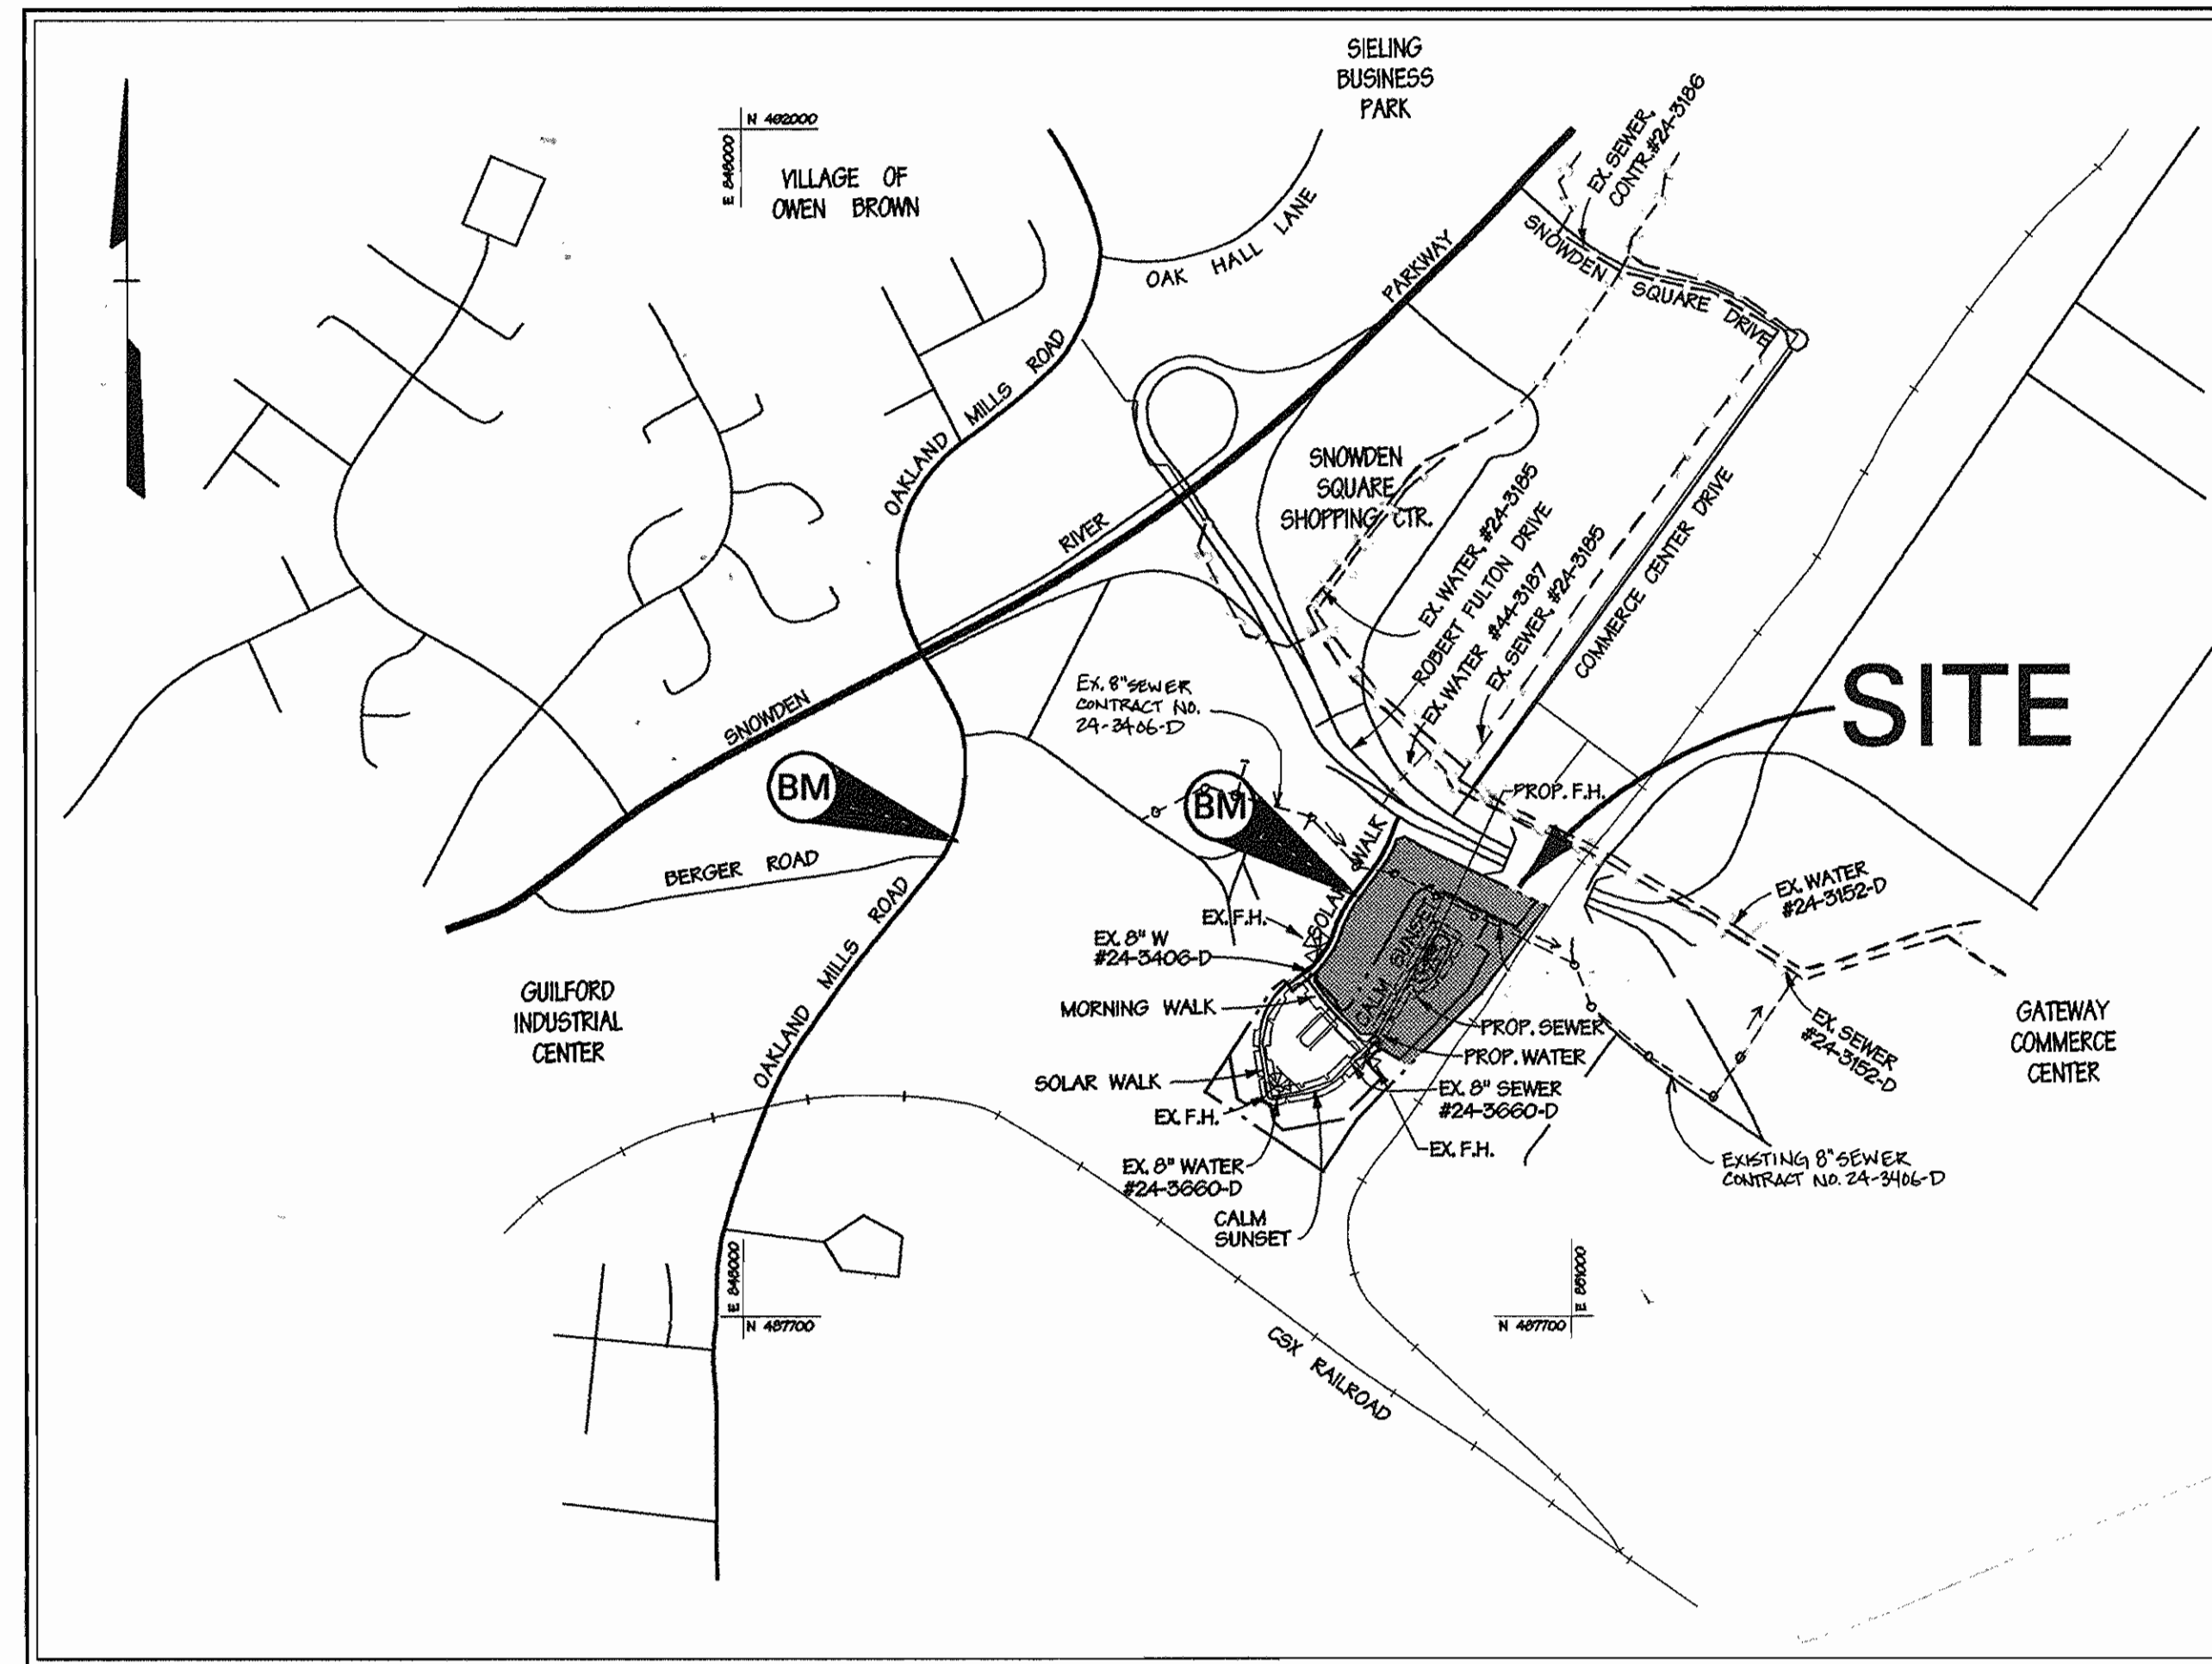 SIELING
BUSINESS
PARK
N 492000
E 848000
VILLAGE OF
OWEN BROWN
EX. SEWER,
CONTR.#24-3186
OAK HALL LANE
PARKWAY
SNOWDEN SQUARE DRIVE
OAKLAND MILLS ROAD
SNOWDEN
SQUARE
SHOPPING CTR.
RIVER
EX. WATER, #24-3185
ROBERT FULTON DRIVE
EX. WATER #44-3187
EX. SEWER, #24-3185
COMMERCE CENTER DRIVE
SITE
EX. 8" SEWER
CONTRACT NO.
24-3406-D
SNOWDEN
BM
BM
PROP. F.H.
WALK
SOLAR
BERGER ROAD
EX. F.H.
EX. 8" W
#24-3406-D
CALM SUNSET
EX. WATER
#24-3152-D
GUILFORD
INDUSTRIAL
CENTER
OAKLAND MILLS ROAD
MORNING WALK
PROP. SEWER
PROP. WATER
EX. SEWER
#24-3152-D
GATEWAY
COMMERCE
CENTER
SOLAR WALK
EX. 8" SEWER
#24-3660-D
EX. F.H.
EX. F.H.
EX. 8" WATER
#24-3660-D
EXISTING 8" SEWER
CONTRACT NO. 24-3406-D
CALM
SUNSET
E 848000
N 487700
E 851000
N 487700
CSX RAILROAD